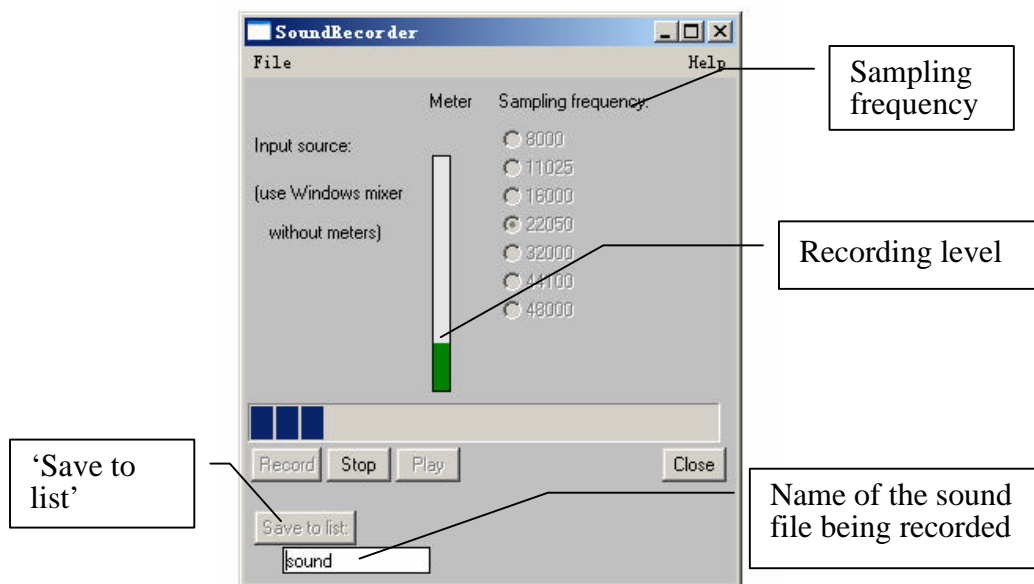 SoundRecorder
File Help
Sampling
frequency
Meter Sampling frequency:
Input source:
(use Windows mixer
without meters)
8000
11025
16000
22050
32000
44100
48000
Recording level
‘Save to
list’
Record Stop Play Close
Name of the sound
file being recorded
Save to list:
sound